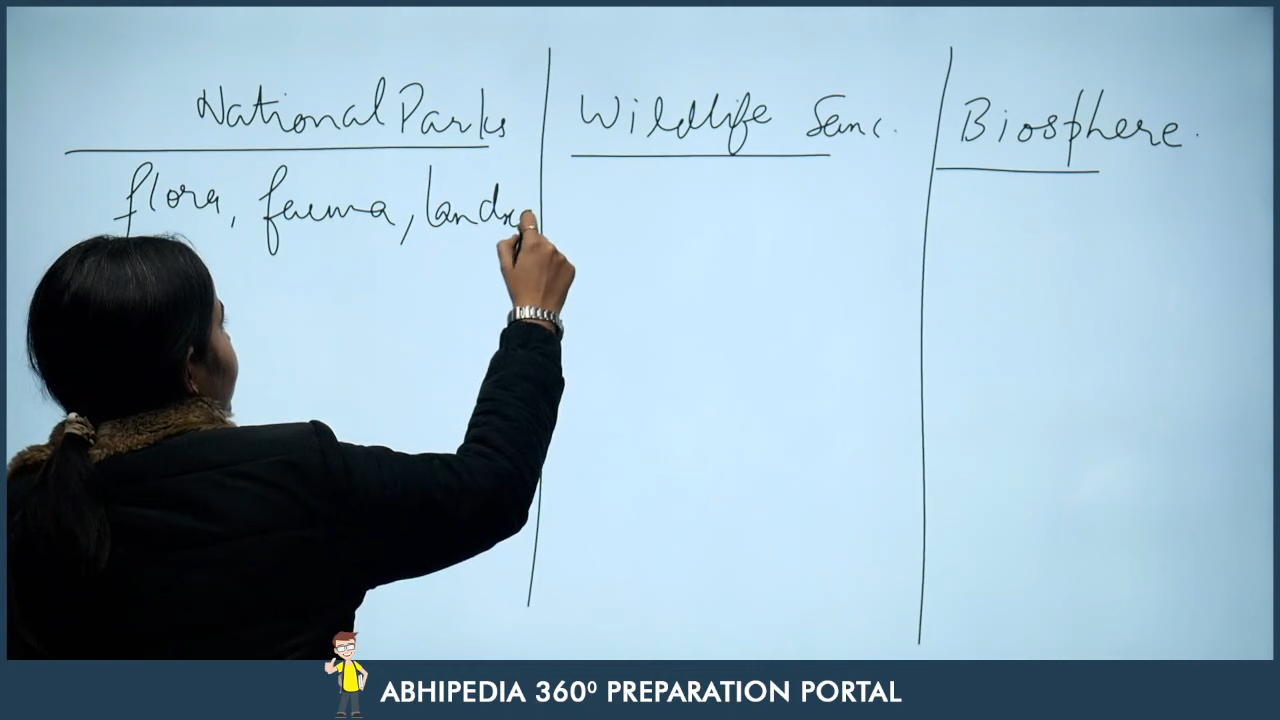 National Parks
Wildlife Sanc.
Biosphere.
flora, fauna,
ABHIPEDIA 360⁰ PREPARATION PORTAL